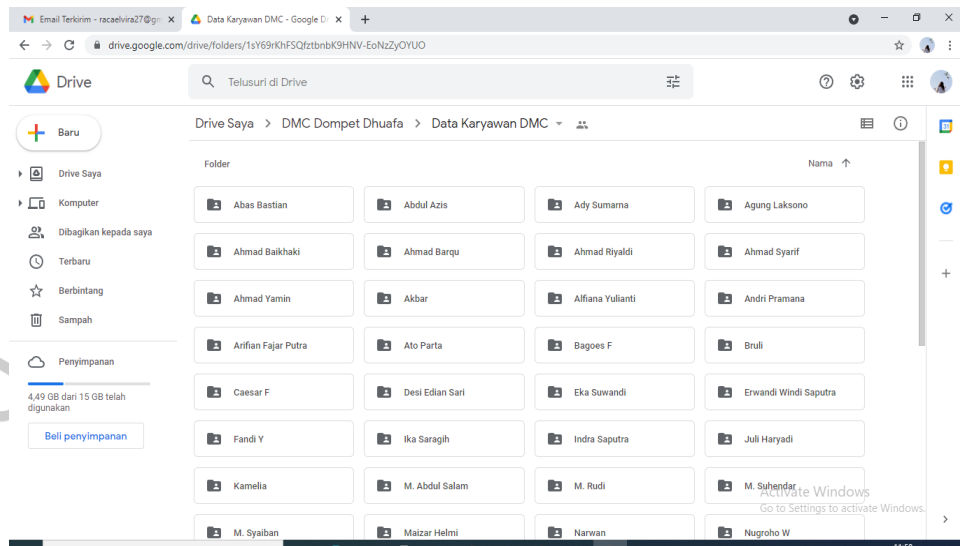 Email Terkirim - racaelvira27@gm
Data Karyawan DMC - Google Dr
drive.google.com/drive/folders/1sY69rKhFSQfztbnbK9HNV-EoNzZyOYUO
Drive
Telusuri di Drive
Baru
Drive Saya > DMC Dompet Dhuafa > Data Karyawan DMC
Folder
Nama
Drive Saya
Komputer
Dibagikan kepada saya
Terbaru
Berbintang
Sampah
Penyimpanan
4,49 GB dari 15 GB telah
digunakan
Beli penyimpanan
Abas Bastian
Abdul Azis
Ady Sumarna
Agung Laksono
Ahmad Baikhaki
Ahmad Barqu
Ahmad Riyaldi
Ahmad Syarif
Ahmad Yamin
Akbar
Alfiana Yulianti
Andri Pramana
Arifian Fajar Putra
Ato Parta
Bagoes F
Bruli
Caesar F
Desi Edian Sari
Eka Suwandi
Erwandi Windi Saputra
Fandi Y
Ika Saragih
Indra Saputra
Juli Haryadi
Kamelia
M. Abdul Salam
M. Rudi
M. Suhendar
M. Syaiban
Maizar Helmi
Narwan
Nugroho W
Activate Windows
Go to Settings to activate Windows.
31